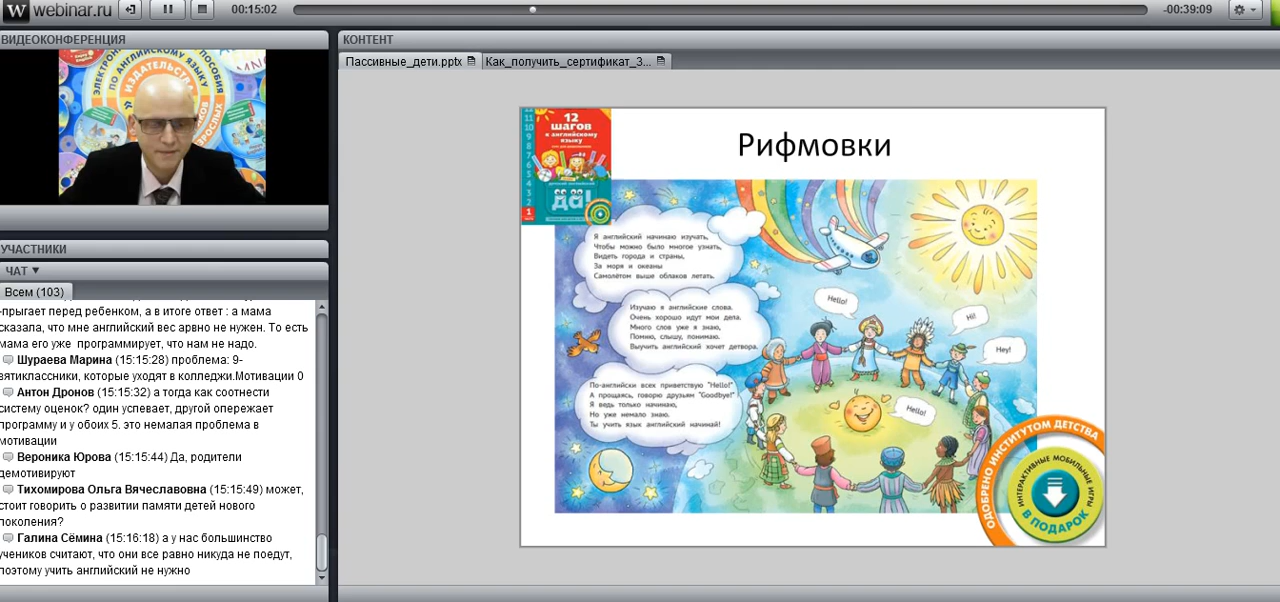 webinar.ru
00:15:02
-00:39:09
ВИДЕОКОНФЕРЕНЦИЯ
ЭЛЕКТРОН
ПОСОБИЯ
ПО АНГЛИЙСКОМУ ЯЗЫКУ
ИЗДАТЕЛЬСТВА
ВЗРОСЛЫХ
УЧАСТНИКИ
ЧАТ
Всем (103)
-прыгает перед ребенком, а в итоге ответ : а мама
сказала, что мне английский вес арвно не нужен. То есть
мама его уже программирует, что нам не надо.
Шураева Марина (15:15:28) проблема: 9-
вятиклассники, которые уходят в колледжи.Мотивации 0
Антон Дронов (15:15:32) а тогда как соотнести
систему оценок? один успевает, другой опережает
программу и у обоих 5. это немалая проблема в
мотивации
Вероника Юрова (15:15:44) Да, родители
демотивируют
Тихомирова Ольга Вячеславовна (15:15:49) может,
стоит говорить о развитии памяти детей нового
поколения?
Галина Сёмина (15:16:18) а у нас большинство
учеников считают, что они все равно никуда не поедут,
поэтому учить английский не нужно
КОНТЕНТ
Пассивные_дети.pptx
Как_получить_сертификат_3...
12
шагов
к английскому
языку
да!
1
Рифмовки
Я английский начинаю изучать,
Чтобы можно было многое узнать,
Видеть города и страны,
За моря и океаны
Самолётом выше облаков летать.
Изучаю я английские слова.
Очень хорошо идут мои дела.
Много слов уже я знаю,
Помню, слышу, понимаю.
Выучить английский хочет детвора.
По-английски всех приветствую "Hello!"
А прощаясь, говорю друзьям "Goodbye!"
Я ведь только начинаю,
Но уже немало знаю.
Ты учить язык английский начинай!
Hello!
Hi!
Hey!
Hello!
ОДОБРЕНО ИНСТИТУТОМ ДЕТСТВА
ИНТЕРАКТИВНЫЕ МОБИЛЬНЫЕ ИГРЫ
В ПОДАРОК